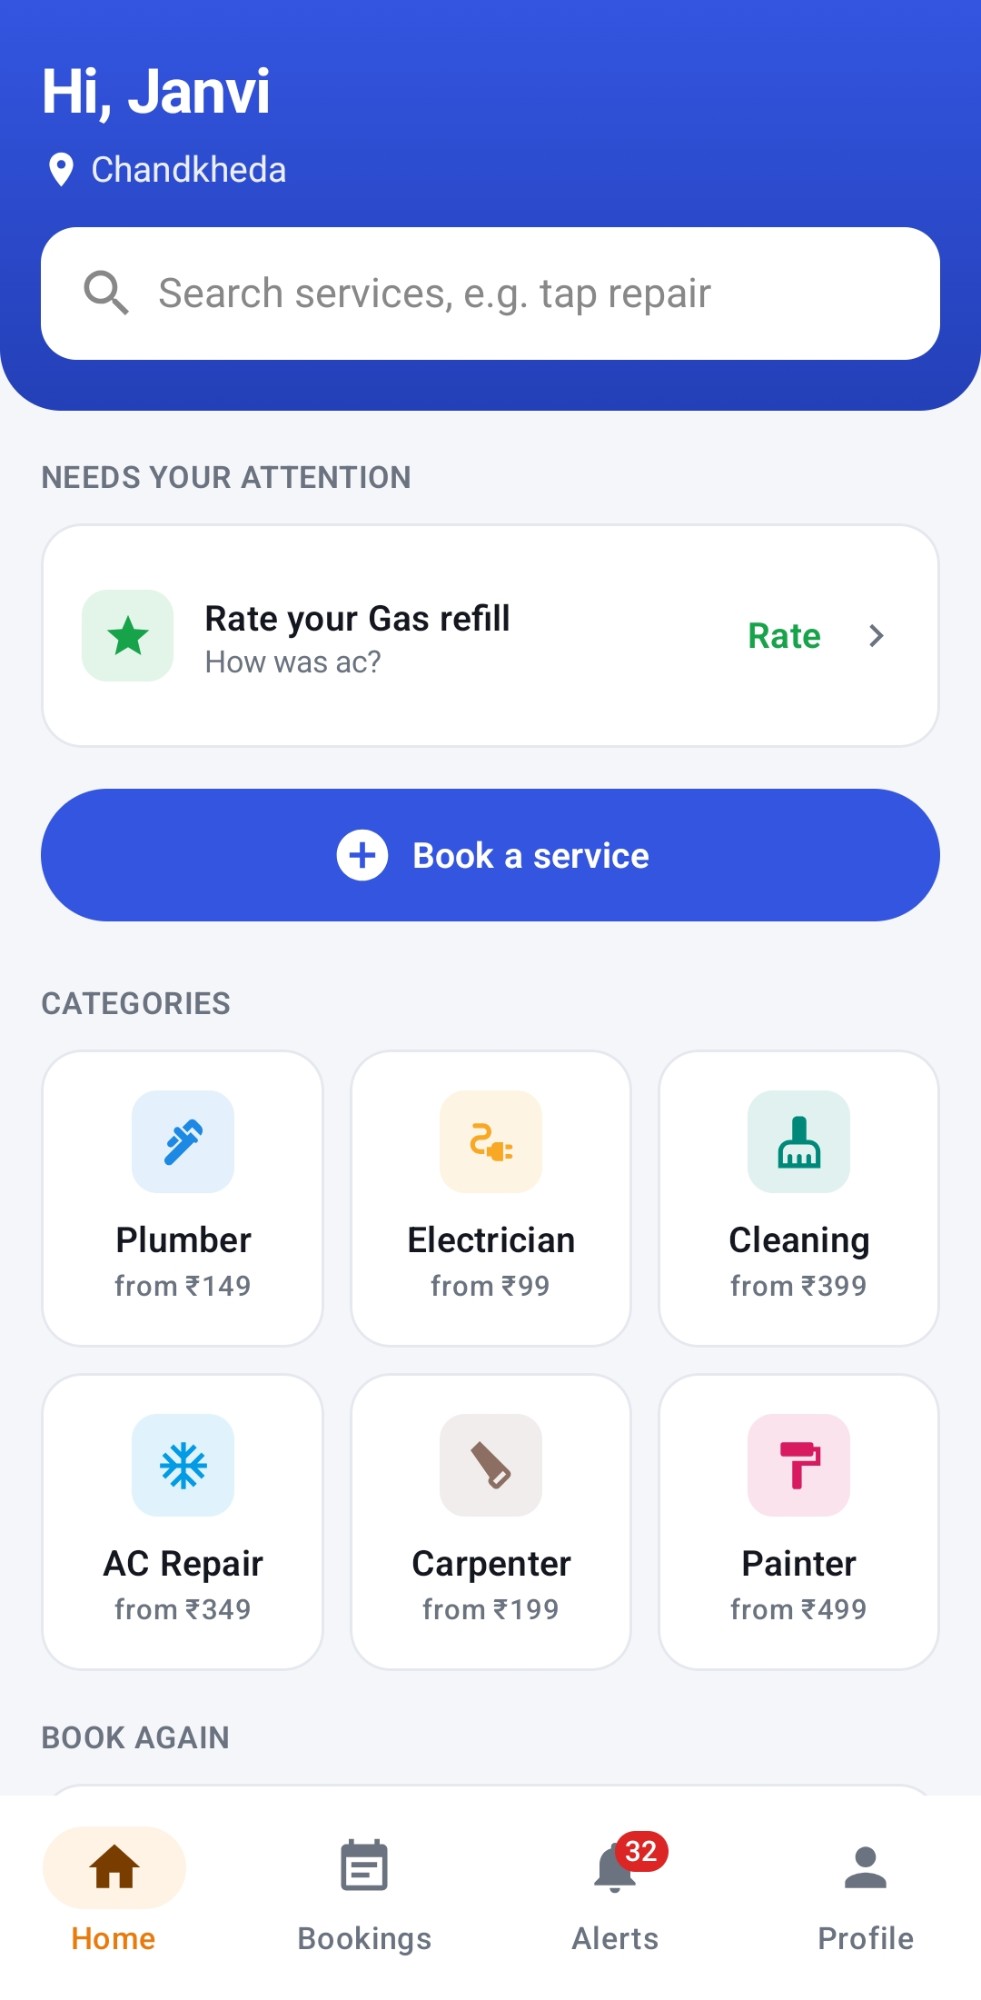 Hi, Janvi
Chandkheda
Search services, e.g. tap repair
NEEDS YOUR ATTENTION
Rate your Gas refill
How was ac?
Rate
Book a service
CATEGORIES
Plumber
from ₹149
Electrician
from ₹99
Cleaning
from ₹399
AC Repair
from ₹349
Carpenter
from ₹199
Painter
from ₹499
BOOK AGAIN
32
Home
Bookings
Alerts
Profile